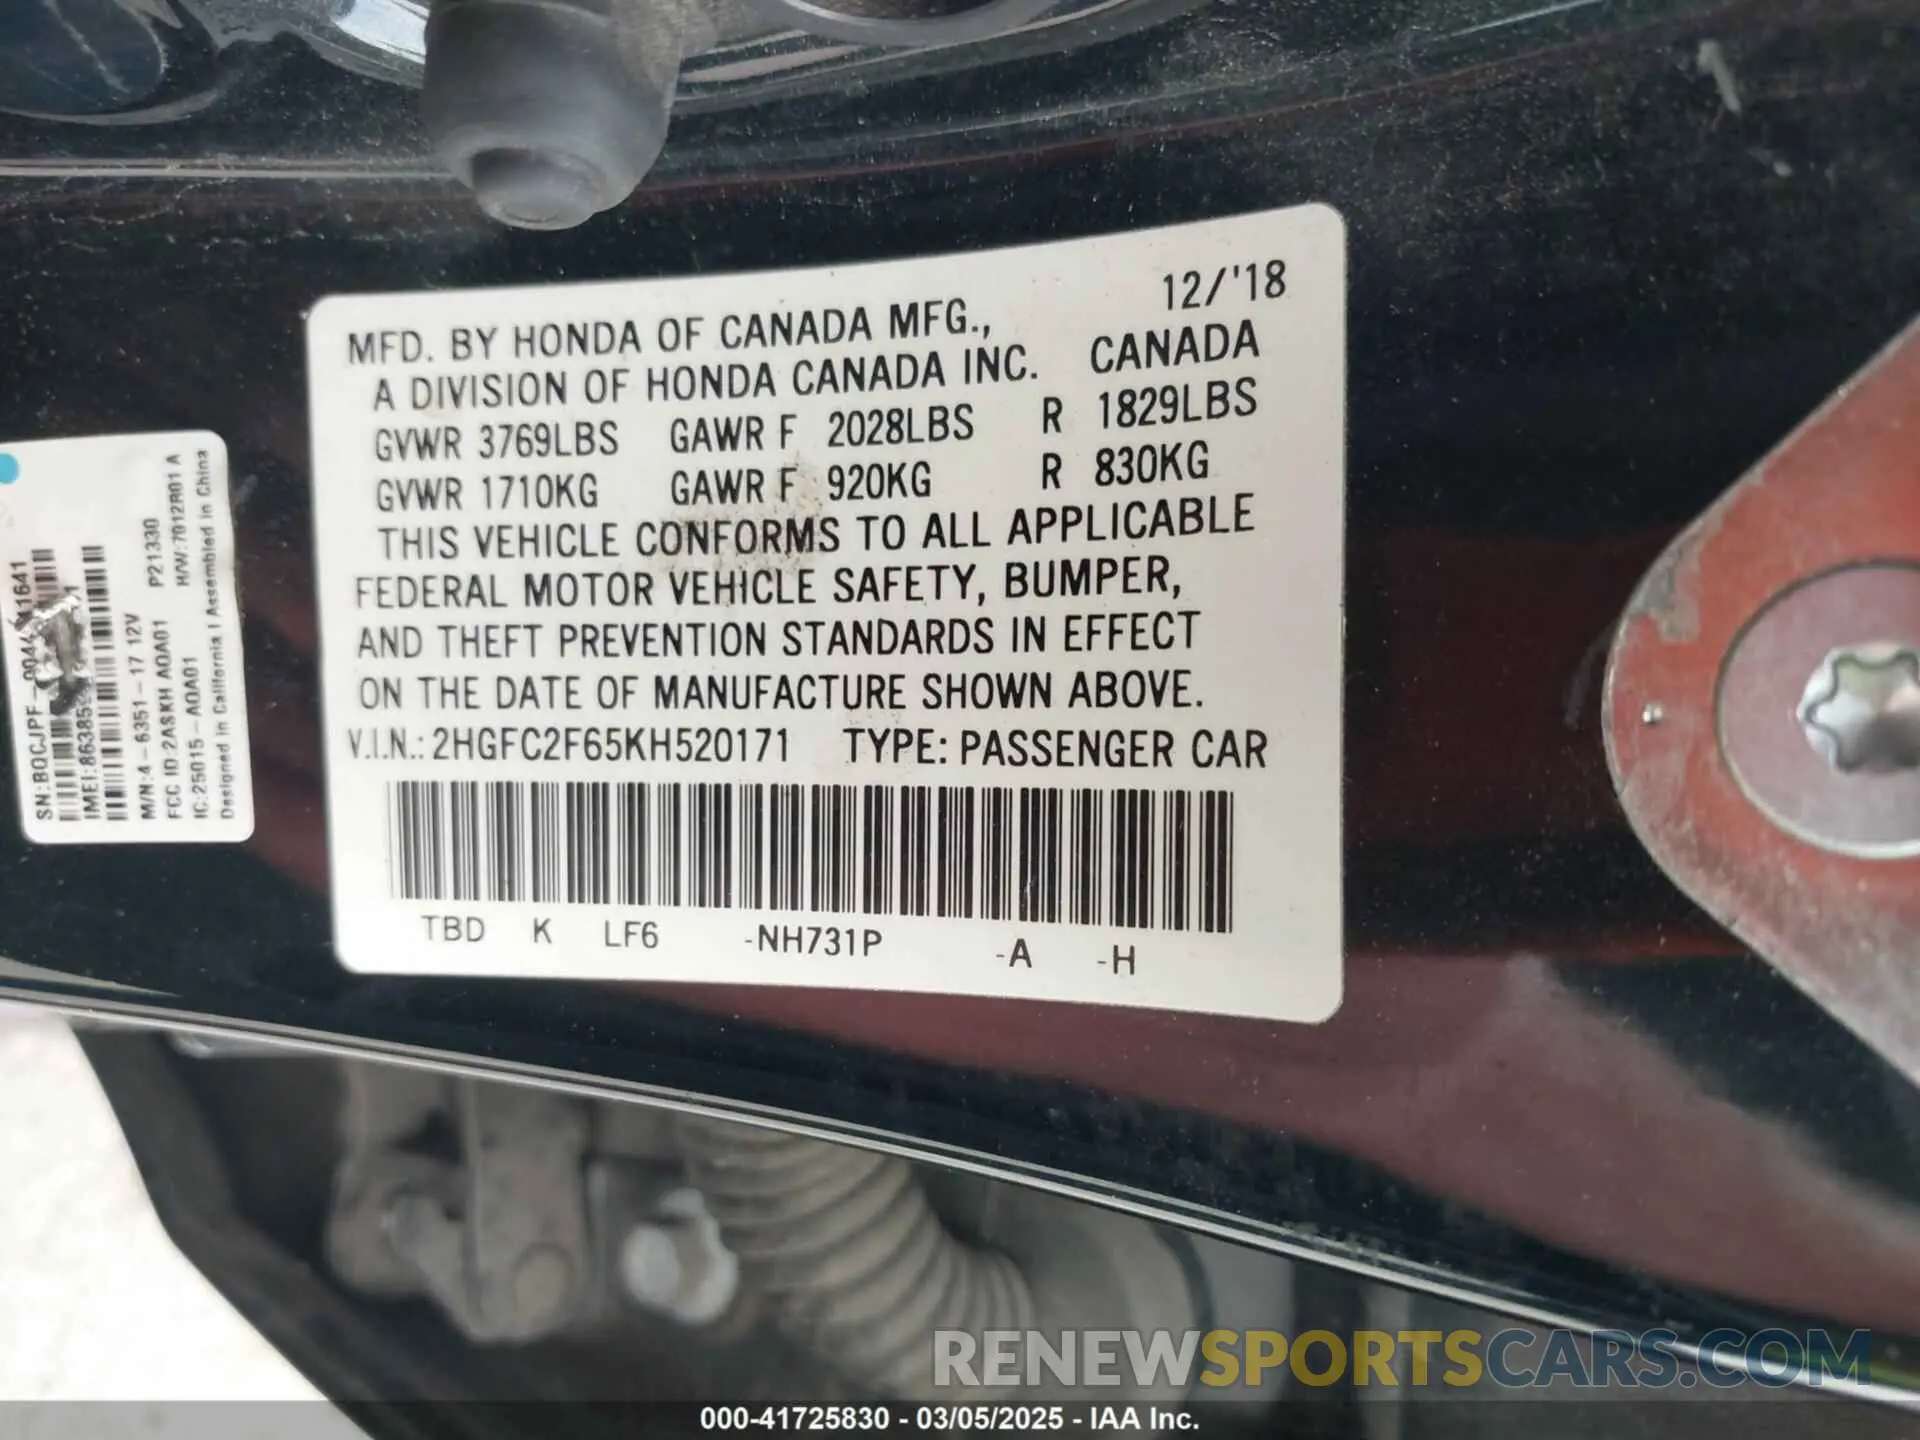 12/'18
MFD. BY HONDA OF CANADA MFG.,
A DIVISION OF HONDA CANADA INC. CANADA
GVWR 3769LBS GAWR F 2028LBS R 1829LBS
GVWR 1710KG GAWR F 920KG R 830KG
THIS VEHICLE CONFORMS TO ALL APPLICABLE
FEDERAL MOTOR VEHICLE SAFETY, BUMPER,
AND THEFT PREVENTION STANDARDS IN EFFECT
ON THE DATE OF MANUFACTURE SHOWN ABOVE.
V.I.N.: 2HGFC2F65KH520171 TYPE: PASSENGER CAR
TBD K LF6 -NH731P -A -H
M/N:4-6351-17 12V P21330
FCC ID:2ASKH AQA01 H/W:7012R01 A
IC:25015-AQA01
Designed in California | Assembled in China
RENEWSPORTSCARS.COM
000-41725830 - 03/05/2025 - IAA Inc.